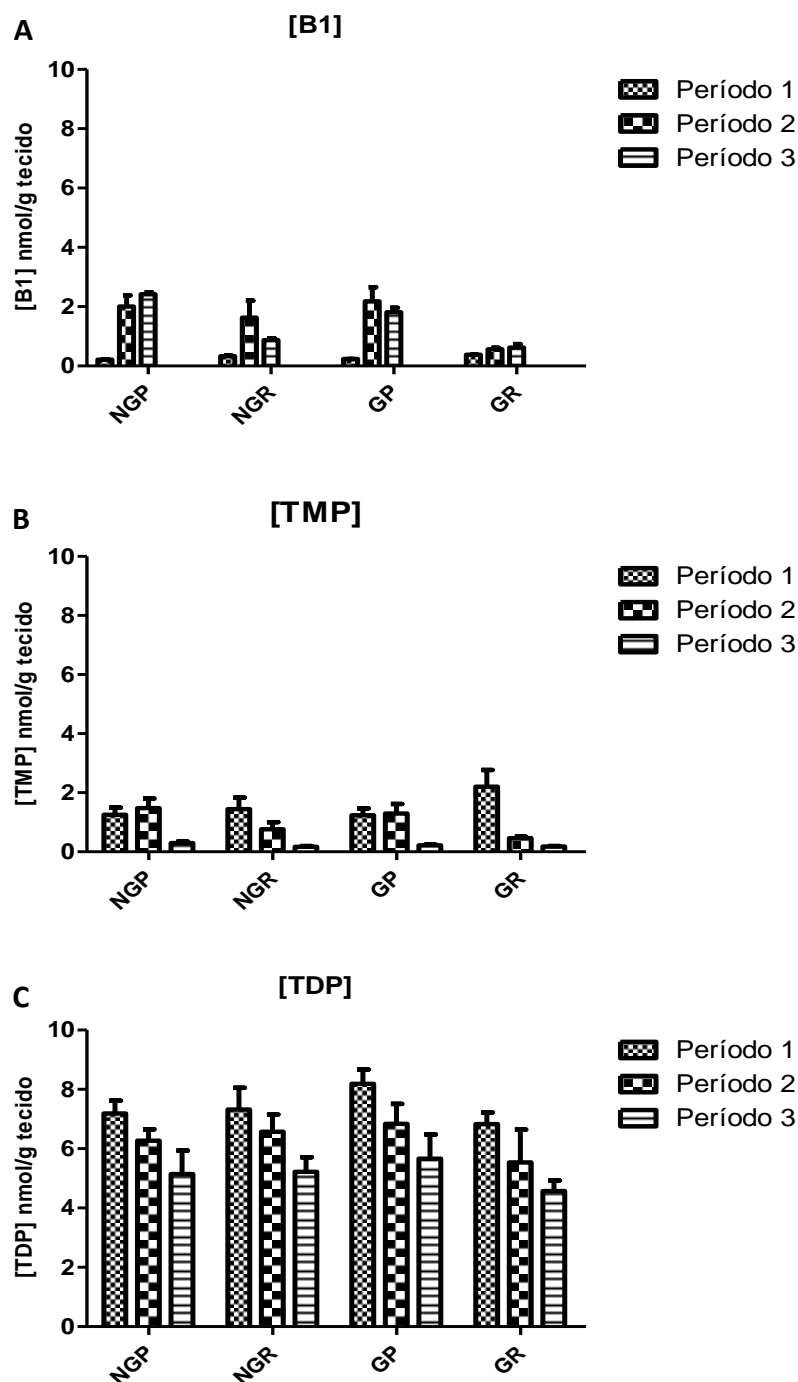 A
[B1]
10
8
6
4
2
0
[B1] nmol/g tecido
NGP
NGR
GP
GR
Período 1
Período 2
Período 3
B
[TMP]
10
8
6
4
2
0
[TMP] nmol/g tecido
NGP
NGR
GP
GR
Período 1
Período 2
Período 3
C
[TDP]
10
8
6
4
2
0
[TDP] nmol/g tecido
NGP
NGR
GP
GR
Período 1
Período 2
Período 3